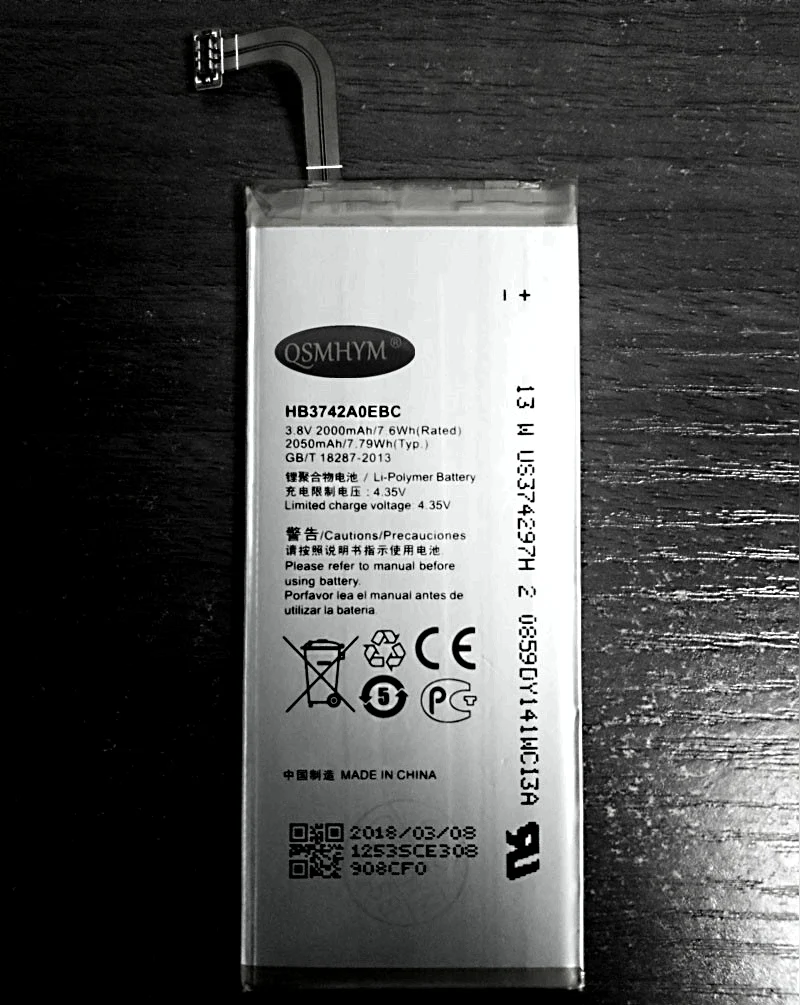 QSMHYM®
HB3742A0EBC
3.8V 2000mAh/7.6Wh(Rated)
2050mAh/7.79Wh(Typ.)
GB/T 18287-2013
锂聚合物电池 / Li-Polymer Battery
充电限制电压 : 4.35V
Limited charge voltage: 4.35V
警告/Cautions/Precauciones
请按照说明书指示使用电池
Please refer to manual before
using battery.
Porfavor lea el manual antes de
utilizar la bateria.
CE
5
中国制造 MADE IN CHINA
2018/03/08
1253SCE308
908CF0
- +
13 W US374297H 2 08590Y141WC13A